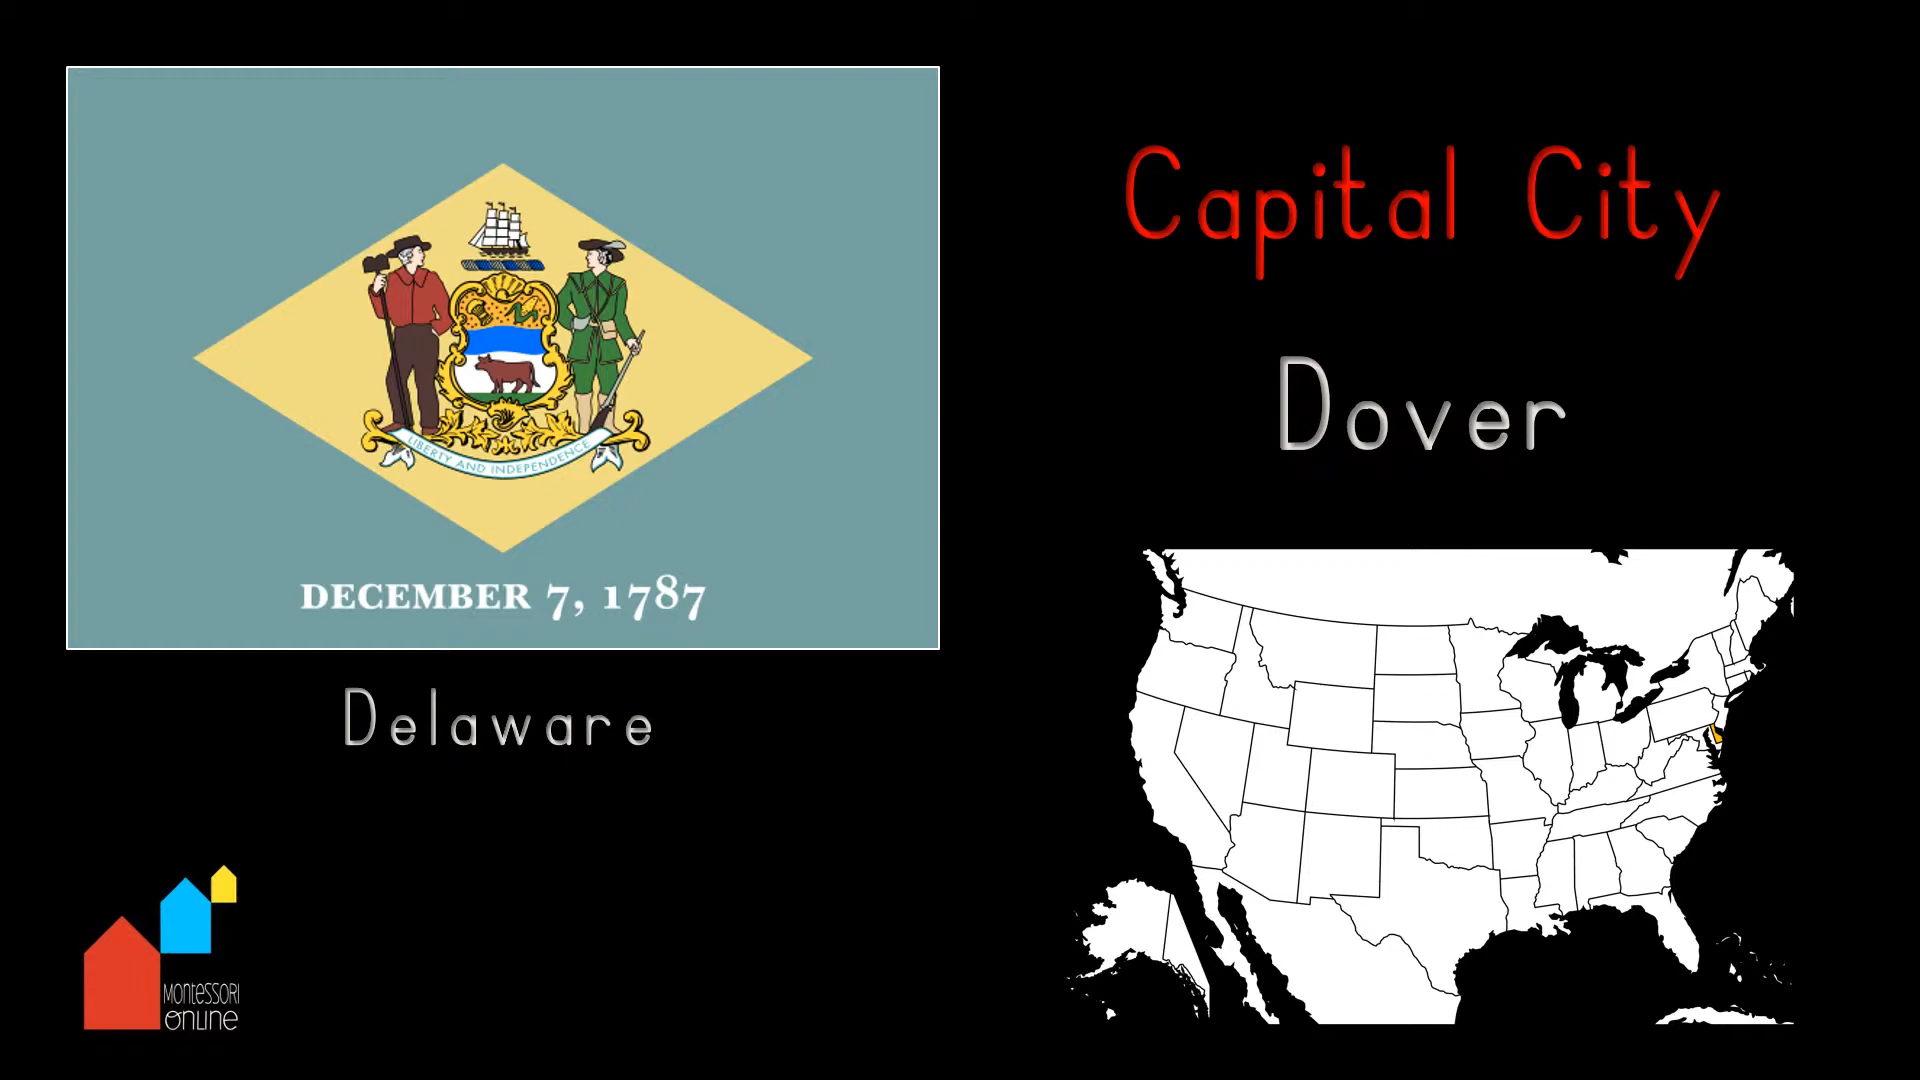 Capital City
Dover
LIBERTY AND INDEPENDENCE
DECEMBER 7, 1787
Delaware
MONtESSORI
ONLINE